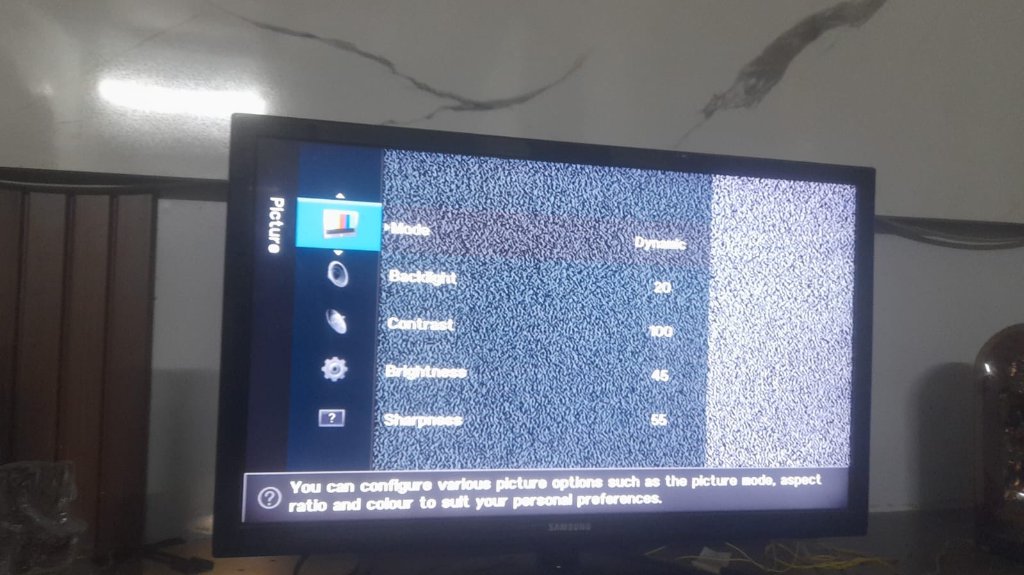 Picture
Mode Dynamic
Backlight 20
Contrast 100
Brightness 45
Sharpness 55
?
? You can configure various picture options such as the picture mode, aspect
ratio and colour to suit your personal preferences.
SAMSUNG